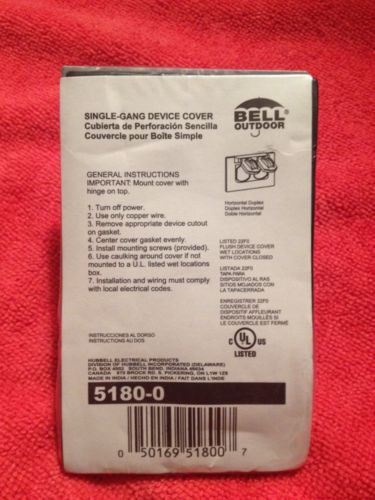 SINGLE-GANG DEVICE COVER
Cubierta de Perforación Sencilla
Couvercle pour Boîte Simple
BELL
OUTDOOR
GENERAL INSTRUCTIONS
IMPORTANT: Mount cover with
hinge on top.
1. Turn off power.
2. Use only copper wire.
3. Remove appropriate device cutout
on gasket.
4. Center cover gasket evenly.
5. Install mounting screws (provided).
6. Use caulking around cover if not
mounted to a U.L. listed wet locations
box.
7. Installation and wiring must comply
with local electrical codes.
Horizontal Duplex
Duplex Horizontal
Doble Horizontal
LISTED 22F5
FLUSH DEVICE COVER
WET LOCATIONS
WITH COVER CLOSED
LISTADA 22F5
TAPA PARA
DISPOSITIVO AL RAS
SITIOS MOJADOS CON
LA TAPACERRADA
ENREGISTRER 22F5
COUVERCLE DE
DISPOSITIF AFFLEURANT
ENDROITS MOUILLÉS SI
LE COUVERCLE EST FERMÉ
C UL US
LISTED
INSTRUCCIONES AL DORSO
INSTRUCTIONS AU DOS
HUBBELL ELECTRICAL PRODUCTS
DIVISION OF HUBBELL INCORPORATED (DELAWARE)
P.O. BOX 4002 SOUTH BEND, INDIANA 46634
CANADA 870 BROCK RD. S. PICKERING, ON L1W 1Z8
MADE IN INDIA / HECHO EN INDIA / FAIT DANS L'INDE
5180-0
0 50169 51800 7